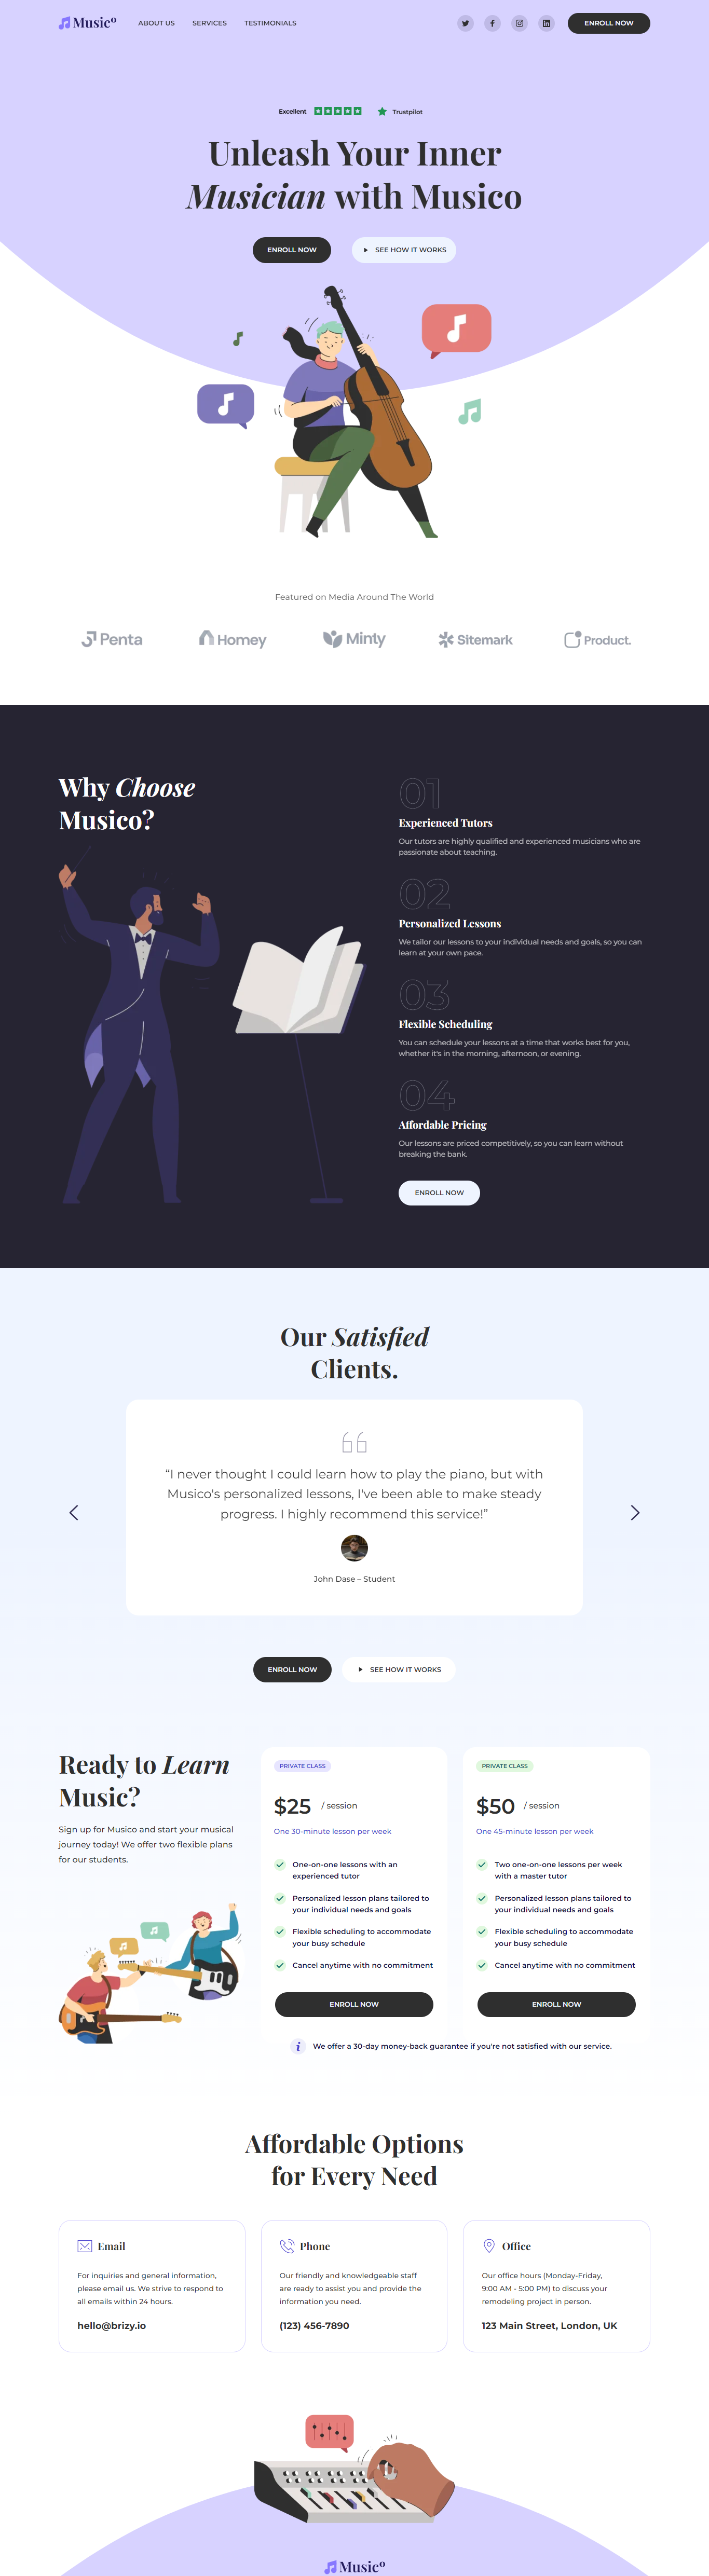 Musicº
ABOUT US
SERVICES
TESTIMONIALS
ENROLL NOW
Excellent
Trustpilot
Unleash Your Inner
Musician with Musico
ENROLL NOW
SEE HOW IT WORKS
Featured on Media Around The World
Penta
Homey
Minty
Sitemark
Product.
Why Choose
Musico?
01
Experienced Tutors
Our tutors are highly qualified and experienced musicians who are
passionate about teaching.
02
Personalized Lessons
We tailor our lessons to your individual needs and goals, so you can
learn at your own pace.
03
Flexible Scheduling
You can schedule your lessons at a time that works best for you,
whether it's in the morning, afternoon, or evening.
04
Affordable Pricing
Our lessons are priced competitively, so you can learn without
breaking the bank.
ENROLL NOW
Our Satisfied
Clients.
“I never thought I could learn how to play the piano, but with
Musico's personalized lessons, I've been able to make steady
progress. I highly recommend this service!”
John Dase – Student
ENROLL NOW
SEE HOW IT WORKS
Ready to Learn
Music?
Sign up for Musico and start your musical
journey today! We offer two flexible plans
for our students.
PRIVATE CLASS
$25 / session
One 30-minute lesson per week
One-on-one lessons with an
experienced tutor
Personalized lesson plans tailored to
your individual needs and goals
Flexible scheduling to accommodate
your busy schedule
Cancel anytime with no commitment
ENROLL NOW
PRIVATE CLASS
$50 / session
One 45-minute lesson per week
Two one-on-one lessons per week
with a master tutor
Personalized lesson plans tailored to
your individual needs and goals
Flexible scheduling to accommodate
your busy schedule
Cancel anytime with no commitment
ENROLL NOW
We offer a 30-day money-back guarantee if you're not satisfied with our service.
Affordable Options
for Every Need
Email
For inquiries and general information,
please email us. We strive to respond to
all emails within 24 hours.
hello@brizy.io
Phone
Our friendly and knowledgeable staff
are ready to assist you and provide the
information you need.
(123) 456-7890
Office
Our office hours (Monday-Friday,
9:00 AM - 5:00 PM) to discuss your
remodeling project in person.
123 Main Street, London, UK
Musicº